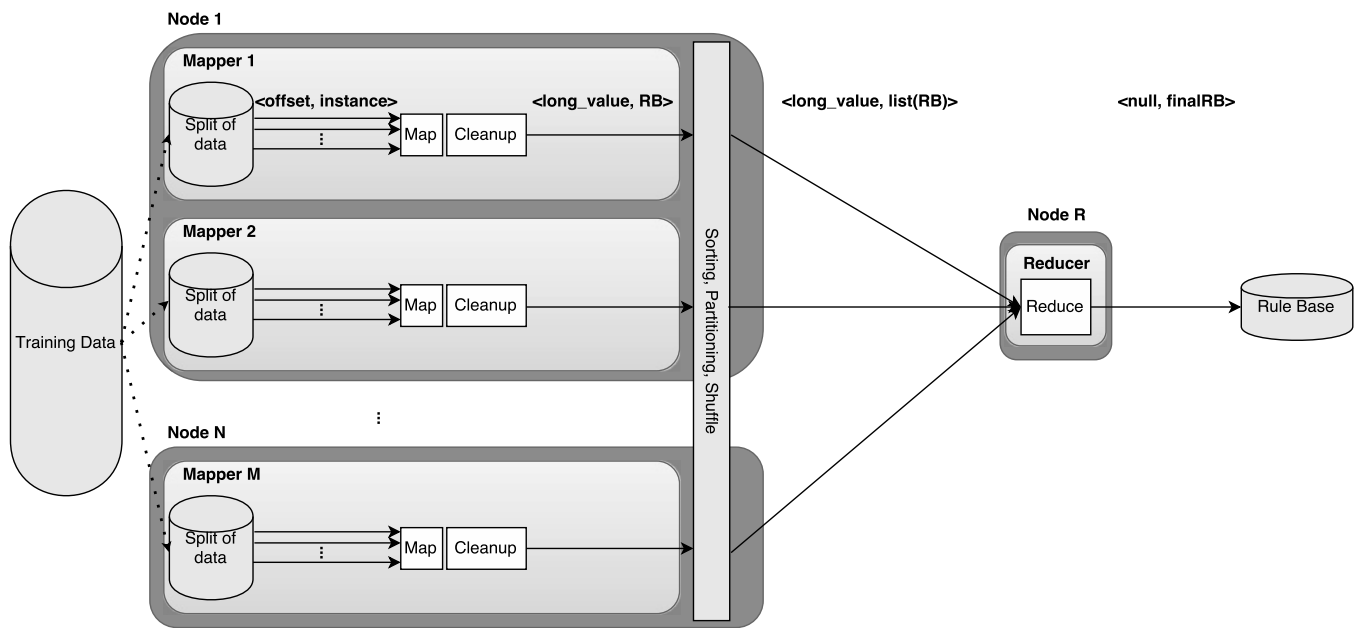 Node 1
Mapper 1
<offset, instance>
<long_value, RB>
<long_value, list(RB)>
<null, finalRB>
Split of
data
⋮
Map
Cleanup
Mapper 2
Split of
data
⋮
Map
Cleanup
Training Data
Sorting, Partitioning, Shuffle
Node R
Reducer
Reduce
Rule Base
⋮
Node N
Mapper M
Split of
data
⋮
Map
Cleanup